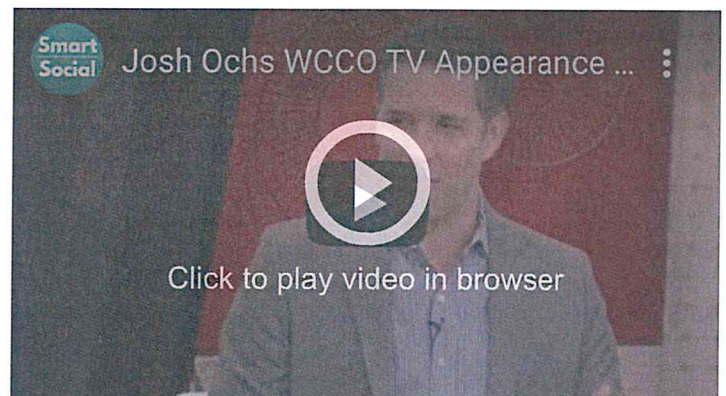 Smart
Social
Josh Ochs WCCO TV Appearance ...
Click to play video in browser